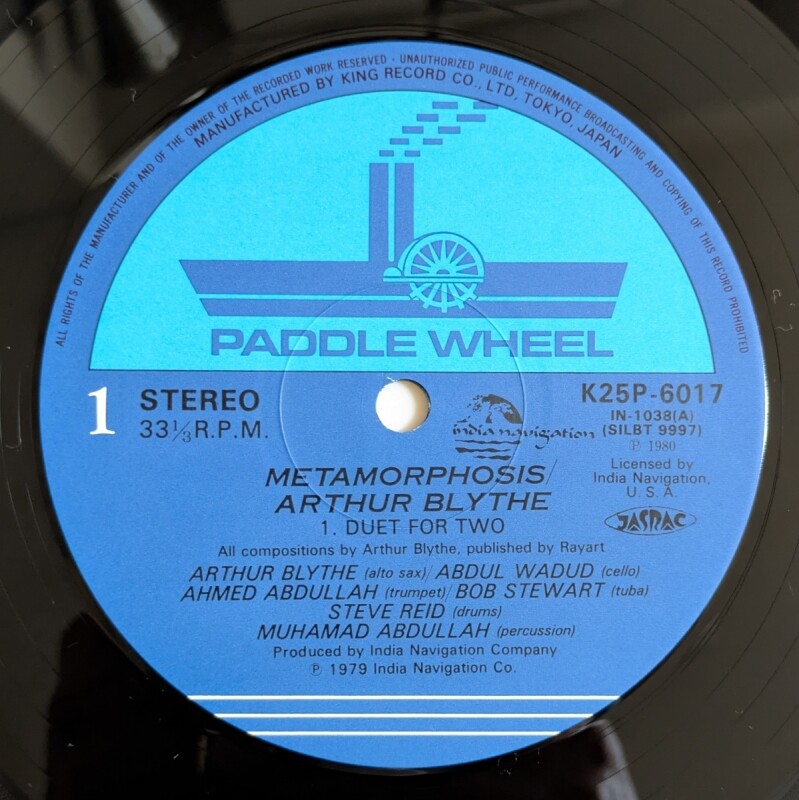 ALL RIGHTS OF THE MANUFACTURER AND OF THE OWNER OF THE RECORDED WORK RESERVED · UNAUTHORIZED PUBLIC PERFORMANCE BROADCASTING AND COPYING OF THIS RECORD PROHIBITED
MANUFACTURED BY KING RECORD CO., LTD, TOKYO, JAPAN
PADDLE WHEEL
1 STEREO
33 1/3 R.P.M.
india navigation
K25P-6017
IN-1038(A)
(SILBT 9997)
℗ 1980
Licensed by
India Navigation,
U. S. A.
JASRAC
METAMORPHOSIS/
ARTHUR BLYTHE
1. DUET FOR TWO
All compositions by Arthur Blythe, published by Rayart
ARTHUR BLYTHE (alto sax)/ABDUL WADUD (cello)
AHMED ABDULLAH (trumpet)/BOB STEWART (tuba)
STEVE REID (drums)
MUHAMAD ABDULLAH (percussion)
Produced by India Navigation Company
℗ 1979 India Navigation Co.